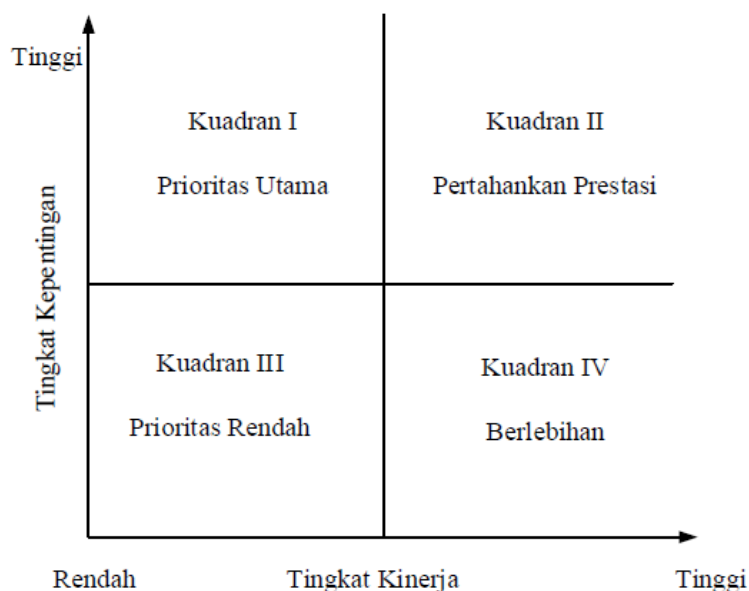 Tinggi
Kuadran I
Prioritas Utama
Kuadran II
Pertahankan Prestasi
Tingkat Kepentingan
Kuadran III
Prioritas Rendah
Kuadran IV
Berlebihan
Rendah
Tingkat Kinerja
Tinggi